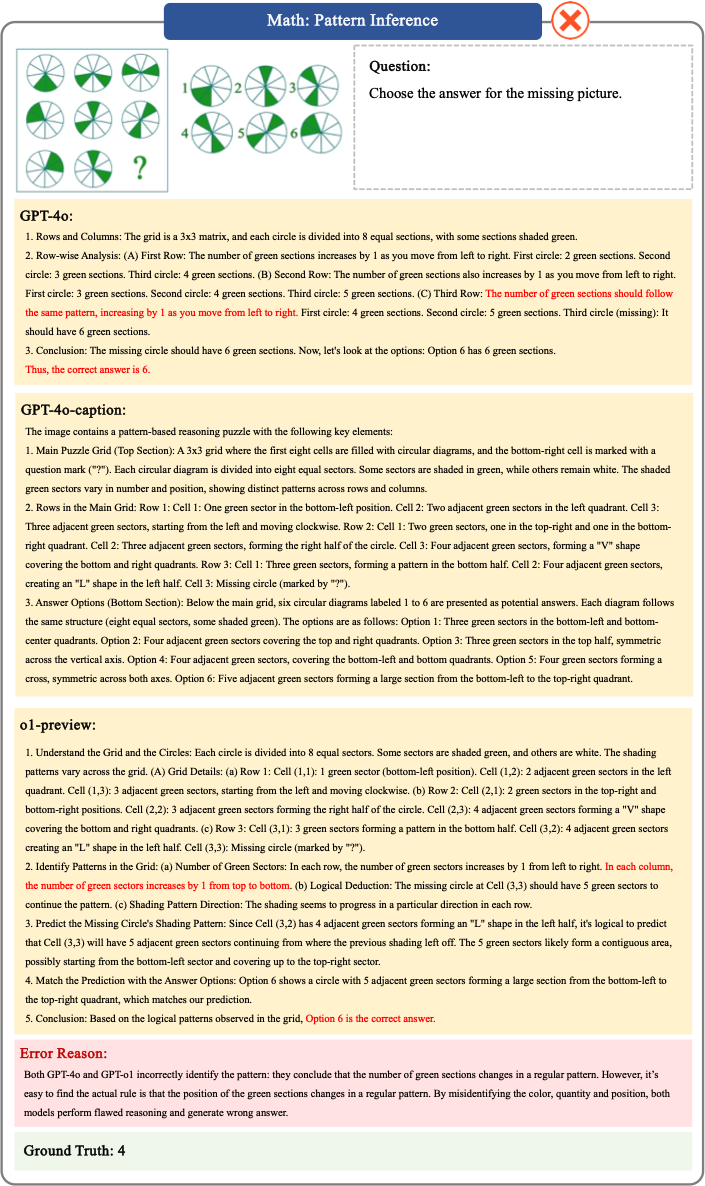 Math: Pattern Inference
1 2 3
4 5 6
?
Question:
Choose the answer for the missing picture.
GPT-4o:
1. Rows and Columns: The grid is a 3x3 matrix, and each circle is divided into 8 equal sections, with some sections shaded green.
2. Row-wise Analysis: (A) First Row: The number of green sections increases by 1 as you move from left to right. First circle: 2 green sections. Second
circle: 3 green sections. Third circle: 4 green sections. (B) Second Row: The number of green sections also increases by 1 as you move from left to right.
First circle: 3 green sections. Second circle: 4 green sections. Third circle: 5 green sections. (C) Third Row: The number of green sections should follow
the same pattern, increasing by 1 as you move from left to right. First circle: 4 green sections. Second circle: 5 green sections. Third circle (missing): It
should have 6 green sections.
3. Conclusion: The missing circle should have 6 green sections. Now, let's look at the options: Option 6 has 6 green sections.
Thus, the correct answer is 6.
GPT-4o-caption:
The image contains a pattern-based reasoning puzzle with the following key elements:
1. Main Puzzle Grid (Top Section): A 3x3 grid where the first eight cells are filled with circular diagrams, and the bottom-right cell is marked with a
question mark ("?"). Each circular diagram is divided into eight equal sectors. Some sectors are shaded in green, while others remain white. The shaded
green sectors vary in number and position, showing distinct patterns across rows and columns.
2. Rows in the Main Grid: Row 1: Cell 1: One green sector in the bottom-left position. Cell 2: Two adjacent green sectors in the left quadrant. Cell 3:
Three adjacent green sectors, starting from the left and moving clockwise. Row 2: Cell 1: Two green sectors, one in the top-right and one in the bottom-
right quadrant. Cell 2: Three adjacent green sectors, forming the right half of the circle. Cell 3: Four adjacent green sectors, forming a "V" shape
covering the bottom and right quadrants. Row 3: Cell 1: Three green sectors, forming a pattern in the bottom half. Cell 2: Four adjacent green sectors,
creating an "L" shape in the left half. Cell 3: Missing circle (marked by "?").
3. Answer Options (Bottom Section): Below the main grid, six circular diagrams labeled 1 to 6 are presented as potential answers. Each diagram follows
the same structure (eight equal sectors, some shaded green). The options are as follows: Option 1: Three green sectors in the bottom-left and bottom-
center quadrants. Option 2: Four adjacent green sectors covering the top and right quadrants. Option 3: Three green sectors in the top half, symmetric
across the vertical axis. Option 4: Four adjacent green sectors, covering the bottom-left and bottom quadrants. Option 5: Four green sectors forming a
cross, symmetric across both axes. Option 6: Five adjacent green sectors forming a large section from the bottom-left to the top-right quadrant.
o1-preview:
1. Understand the Grid and the Circles: Each circle is divided into 8 equal sectors. Some sectors are shaded green, and others are white. The shading
patterns vary across the grid. (A) Grid Details: (a) Row 1: Cell (1,1): 1 green sector (bottom-left position). Cell (1,2): 2 adjacent green sectors in the left
quadrant. Cell (1,3): 3 adjacent green sectors, starting from the left and moving clockwise. (b) Row 2: Cell (2,1): 2 green sectors in the top-right and
bottom-right positions. Cell (2,2): 3 adjacent green sectors forming the right half of the circle. Cell (2,3): 4 adjacent green sectors forming a "V" shape
covering the bottom and right quadrants. (c) Row 3: Cell (3,1): 3 green sectors forming a pattern in the bottom half. Cell (3,2): 4 adjacent green sectors
creating an "L" shape in the left half. Cell (3,3): Missing circle (marked by "?").
2. Identify Patterns in the Grid: (a) Number of Green Sectors: In each row, the number of green sectors increases by 1 from left to right. In each column,
the number of green sectors increases by 1 from top to bottom. (b) Logical Deduction: The missing circle at Cell (3,3) should have 5 green sectors to
continue the pattern. (c) Shading Pattern Direction: The shading seems to progress in a particular direction in each row.
3. Predict the Missing Circle's Shading Pattern: Since Cell (3,2) has 4 adjacent green sectors forming an "L" shape in the left half, it's logical to predict
that Cell (3,3) will have 5 adjacent green sectors continuing from where the previous shading left off. The 5 green sectors likely form a contiguous area,
possibly starting from the bottom-left sector and covering up to the top-right sector.
4. Match the Prediction with the Answer Options: Option 6 shows a circle with 5 adjacent green sectors forming a large section from the bottom-left to
the top-right quadrant, which matches our prediction.
5. Conclusion: Based on the logical patterns observed in the grid, Option 6 is the correct answer.
Error Reason:
Both GPT-4o and GPT-o1 incorrectly identify the pattern: they conclude that the number of green sections changes in a regular pattern. However, it's
easy to find the actual rule is that the position of the green sections changes in a regular pattern. By misidentifying the color, quantity and position, both
models perform flawed reasoning and generate wrong answer.
Ground Truth: 4